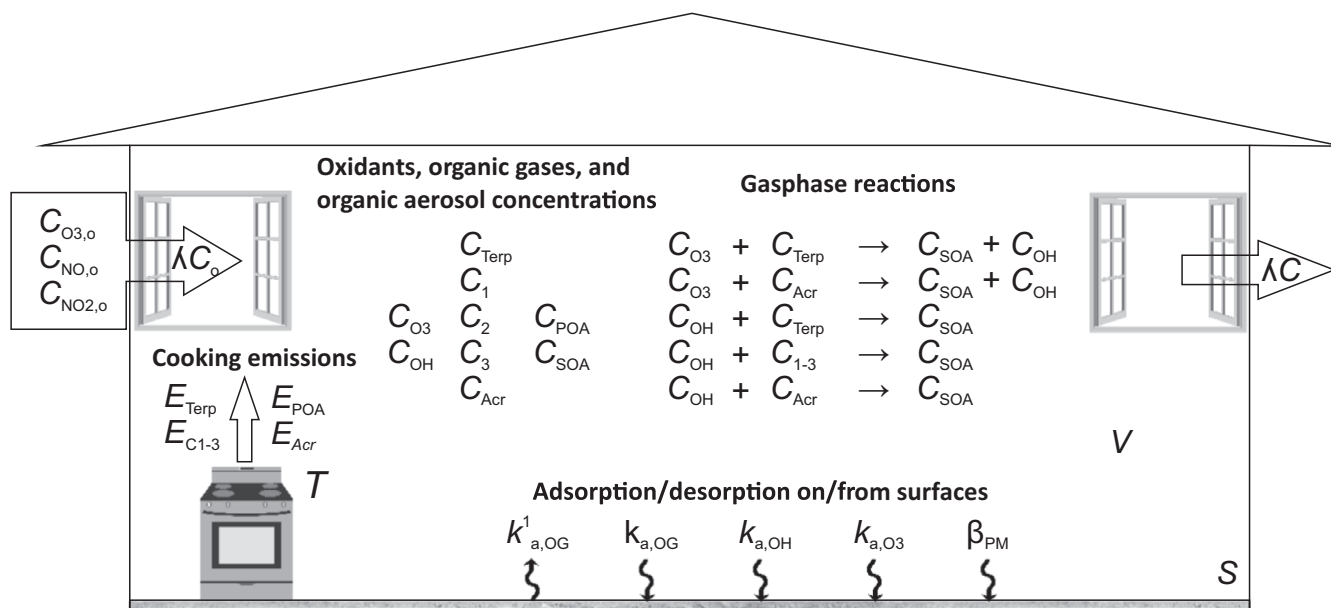 Oxidants, organic gases, and
organic aerosol concentrations
Gasphase reactions
C_O3,o
C_NO,o
C_NO2,o
λC_o
C_Terp
C_1
C_O3 C_2 C_POA
C_OH C_3 C_SOA
C_Acr
C_O3 + C_Terp → C_SOA + C_OH
C_O3 + C_Acr → C_SOA + C_OH
C_OH + C_Terp → C_SOA
C_OH + C_1-3 → C_SOA
C_OH + C_Acr → C_SOA
λC
Cooking emissions
E_Terp E_POA
E_C1-3 E_Acr
T
V
Adsorption/desorption on/from surfaces
k^1_a,OG k_a,OG k_a,OH k_a,O3 β_PM
S